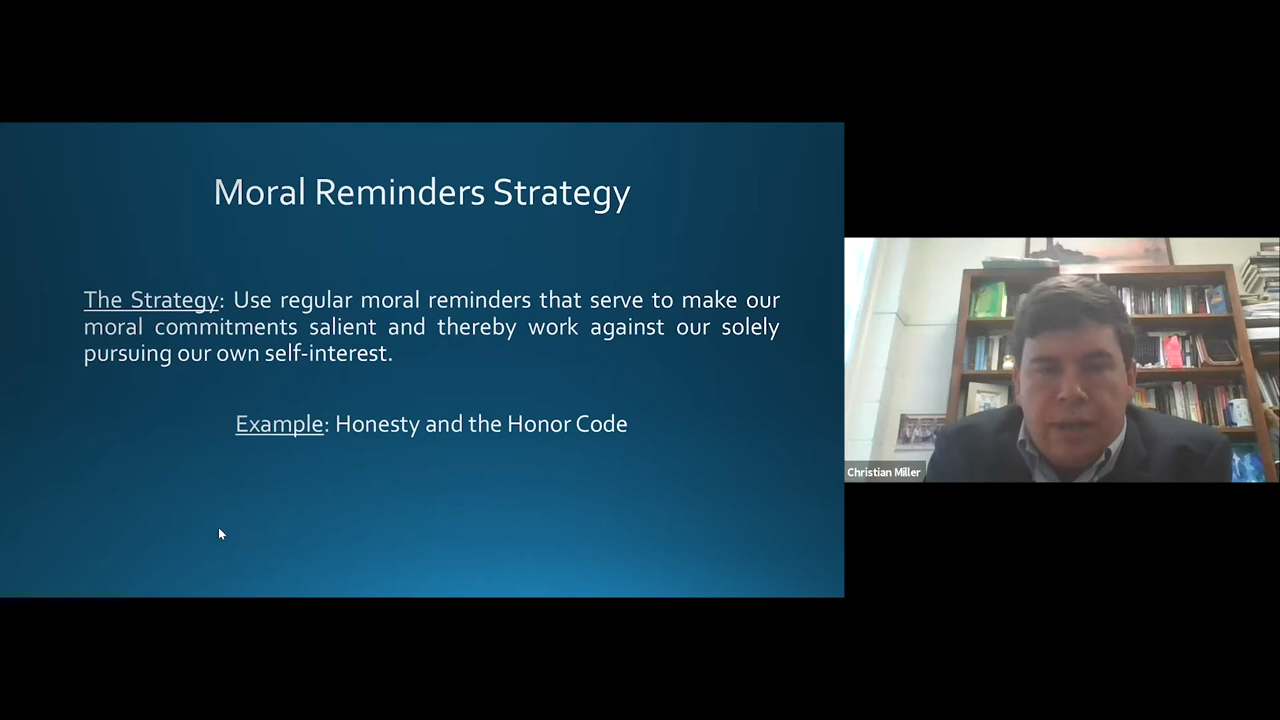 Moral Reminders Strategy
The Strategy: Use regular moral reminders that serve to make our
moral commitments salient and thereby work against our solely
pursuing our own self-interest.
Example: Honesty and the Honor Code
Christian Miller